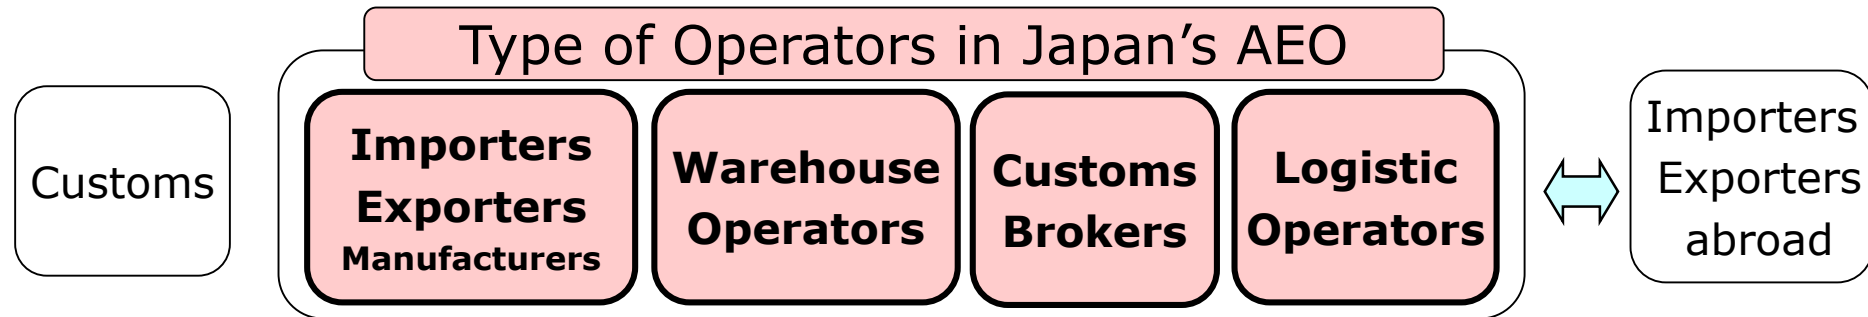 Type of Operators in Japan’s AEO
Customs
Importers
Exporters
Manufacturers
Warehouse
Operators
Customs
Brokers
Logistic
Operators
Importers
Exporters
abroad